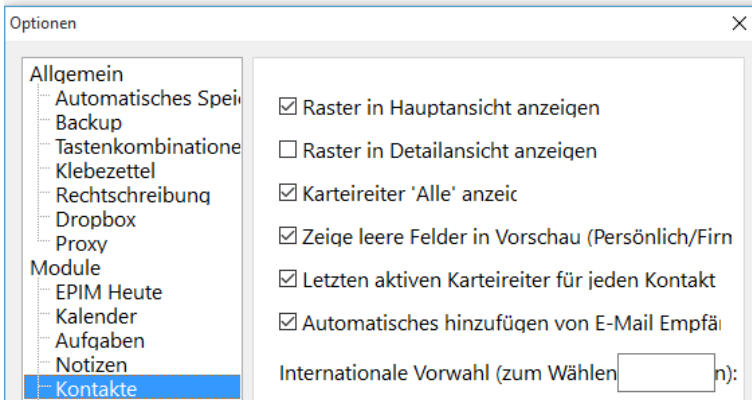 Optionen
Allgemein
Automatisches Spei
Backup
Tastenkombinatione
Klebezettel
Rechtschreibung
Dropbox
Proxy
Module
EPIM Heute
Kalender
Aufgaben
Notizen
Kontakte
Raster in Hauptansicht anzeigen
Raster in Detailansicht anzeigen
Karteireiter 'Alle' anzeig
Zeige leere Felder in Vorschau (Persönlich/Firm
Letzten aktiven Karteireiter für jeden Kontakt
Automatisches hinzufügen von E-Mail Empfä
Internationale Vorwahl (zum Wählen n):